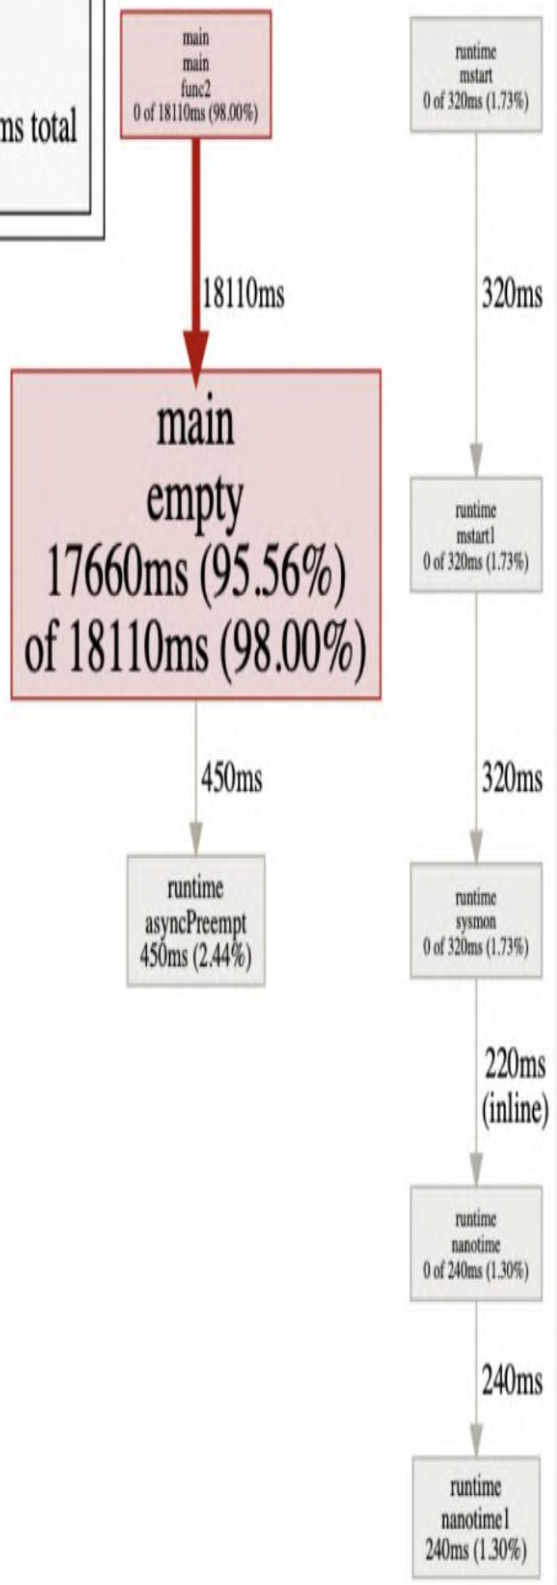 ms total
main
main
func2
0 of 18110ms (98.00%)
18110ms
main
empty
17660ms (95.56%)
of 18110ms (98.00%)
450ms
runtime
asyncPreempt
450ms (2.44%)
runtime
mstart
0 of 320ms (1.73%)
320ms
runtime
mstart1
0 of 320ms (1.73%)
320ms
runtime
sysmon
0 of 320ms (1.73%)
220ms
(inline)
runtime
nanotime
0 of 240ms (1.30%)
240ms
runtime
nanotime1
240ms (1.30%)